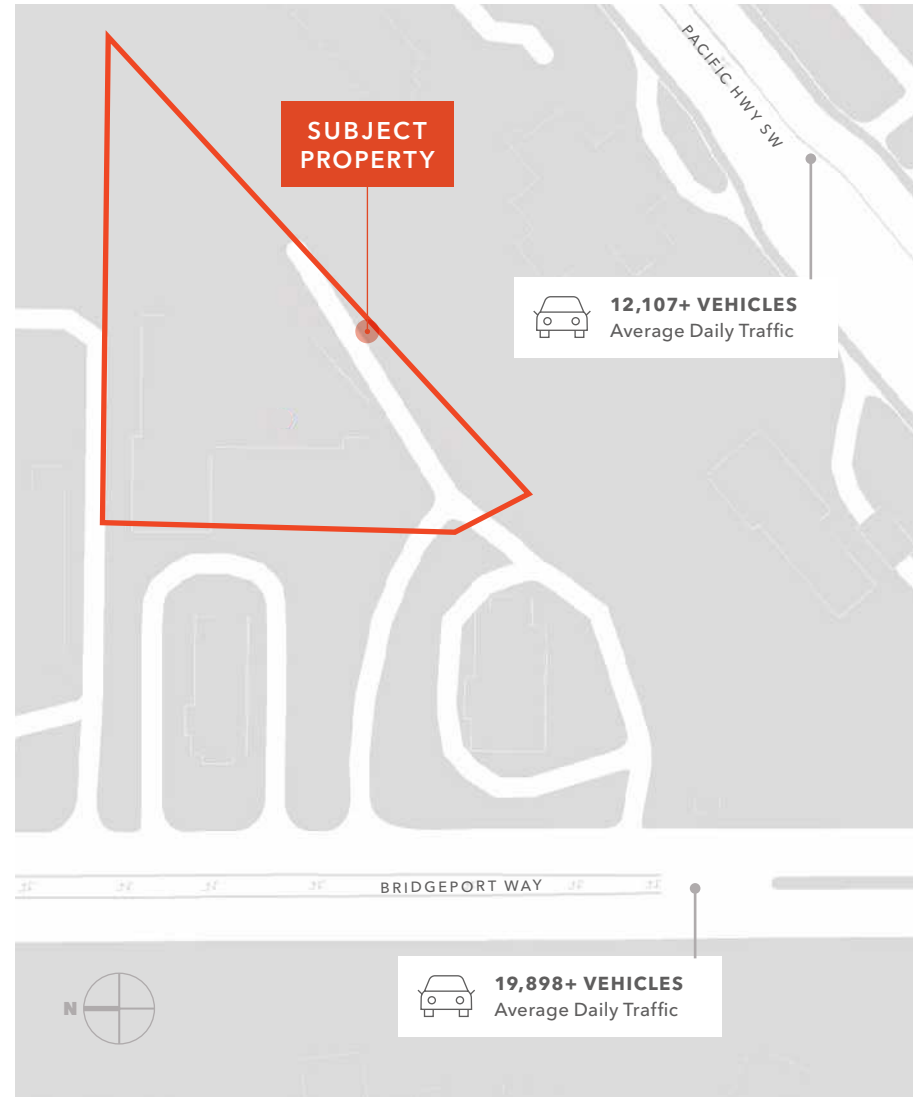 PACIFIC HWY SW
SUBJECT
PROPERTY
12,107+ VEHICLES
Average Daily Traffic
BRIDGEPORT WAY
19,898+ VEHICLES
Average Daily Traffic
N